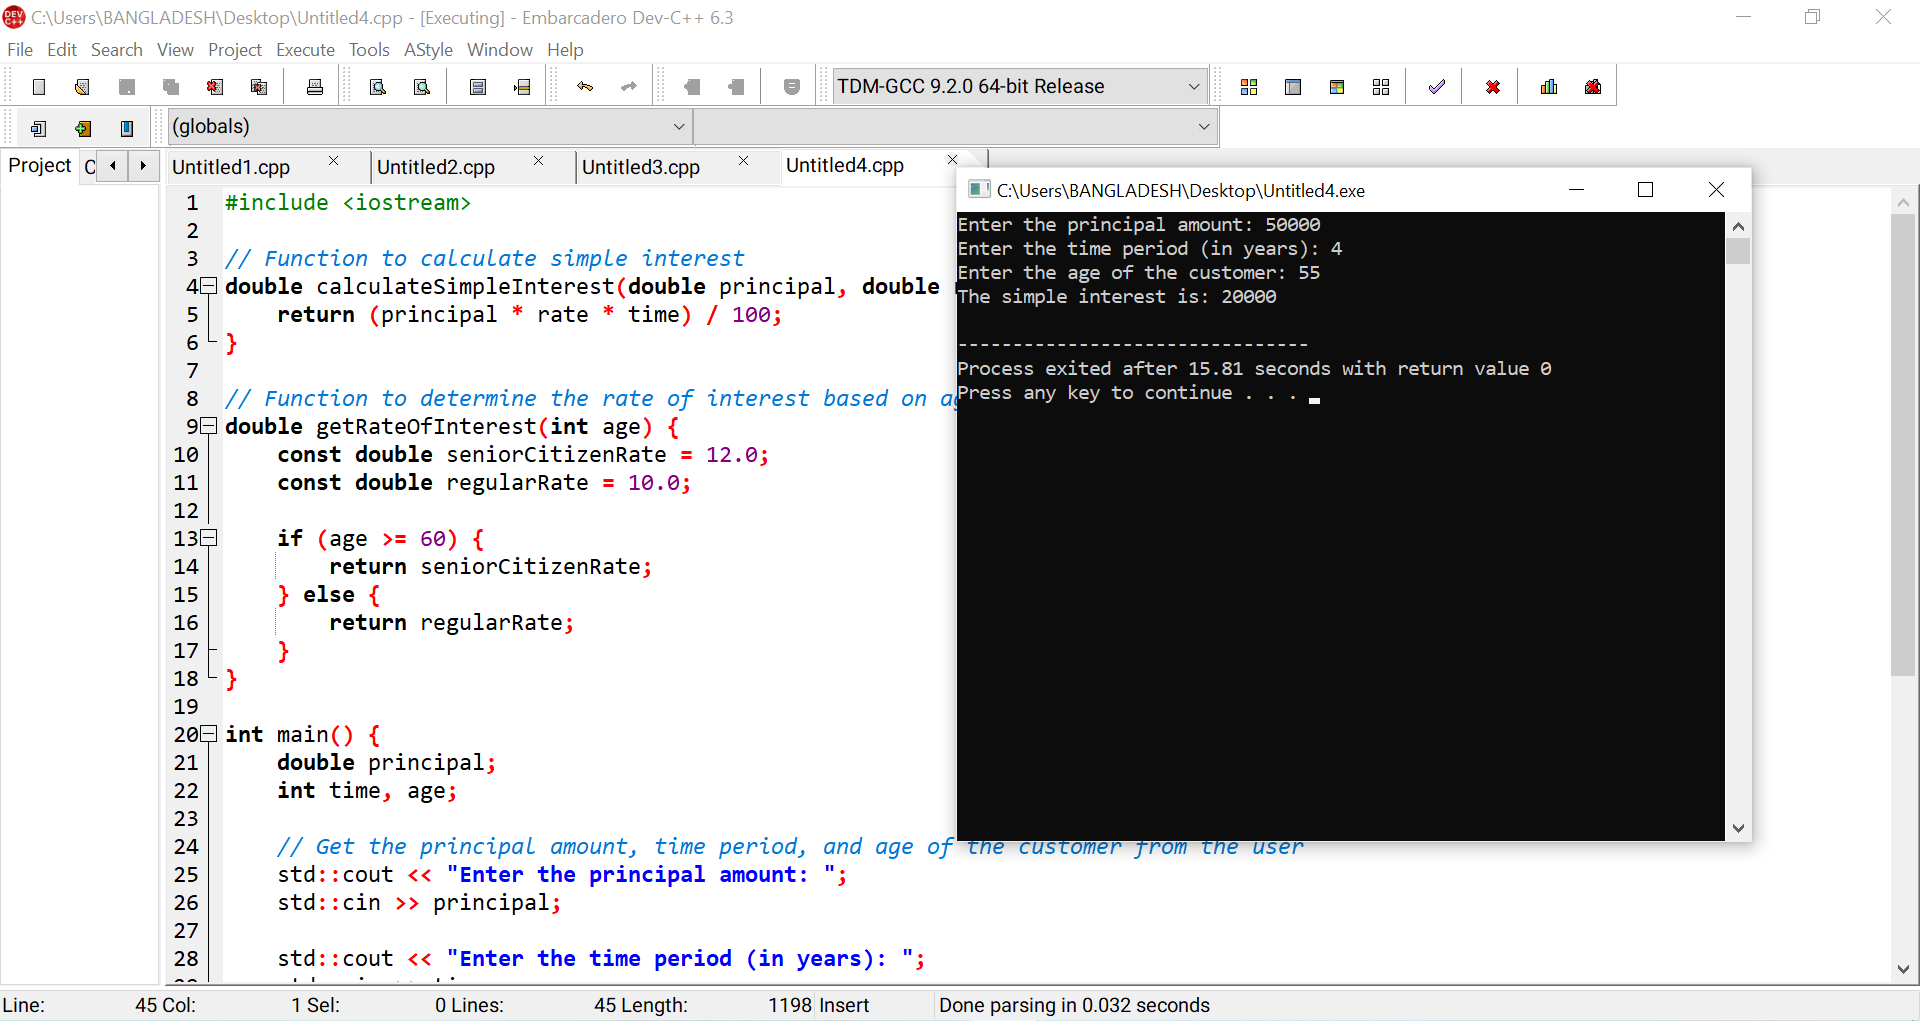 C:\Users\BANGLADESH\Desktop\Untitled4.cpp - [Executing] - Embarcadero Dev-C++ 6.3
File Edit Search View Project Execute Tools AStyle Window Help
TDM-GCC 9.2.0 64-bit Release
(globals)
Project
Untitled1.cpp Untitled2.cpp Untitled3.cpp Untitled4.cpp
1 #include <iostream>
2
3 // Function to calculate simple interest
4 double calculateSimpleInterest(double principal, double
5 return (principal * rate * time) / 100;
6 }
7
8 // Function to determine the rate of interest based on
9 double getRateOfInterest(int age) {
10 const double seniorCitizenRate = 12.0;
11 const double regularRate = 10.0;
12
13 if (age >= 60) {
14 return seniorCitizenRate;
15 } else {
16 return regularRate;
17 }
18 }
19
20 int main() {
21 double principal;
22 int time, age;
23
24 // Get the principal amount, time period, and age of the customer from the user
25 std::cout << "Enter the principal amount: ";
26 std::cin >> principal;
27
28 std::cout << "Enter the time period (in years): ";
C:\Users\BANGLADESH\Desktop\Untitled4.exe
Enter the principal amount: 50000
Enter the time period (in years): 4
Enter the age of the customer: 55
The simple interest is: 20000
--------------------------------
Process exited after 15.81 seconds with return value 0
Press any key to continue . . .
Line: 45 Col: 1 Sel: 0 Lines: 45 Length: 1198 Insert Done parsing in 0.032 seconds